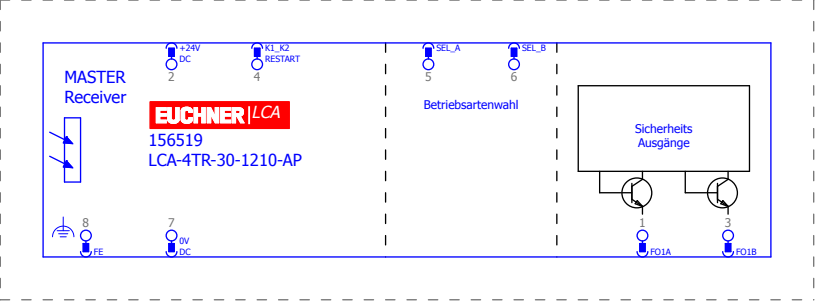 +24V
DC
2
K1_K2
RESTART
4
SEL_A
5
SEL_B
6
MASTER
Receiver
EUCHNER LCA
156519
LCA-4TR-30-1210-AP
Betriebsartenwahl
Sicherheits
Ausgänge
8
FE
7
0V
DC
1
FO1A
3
FO1B